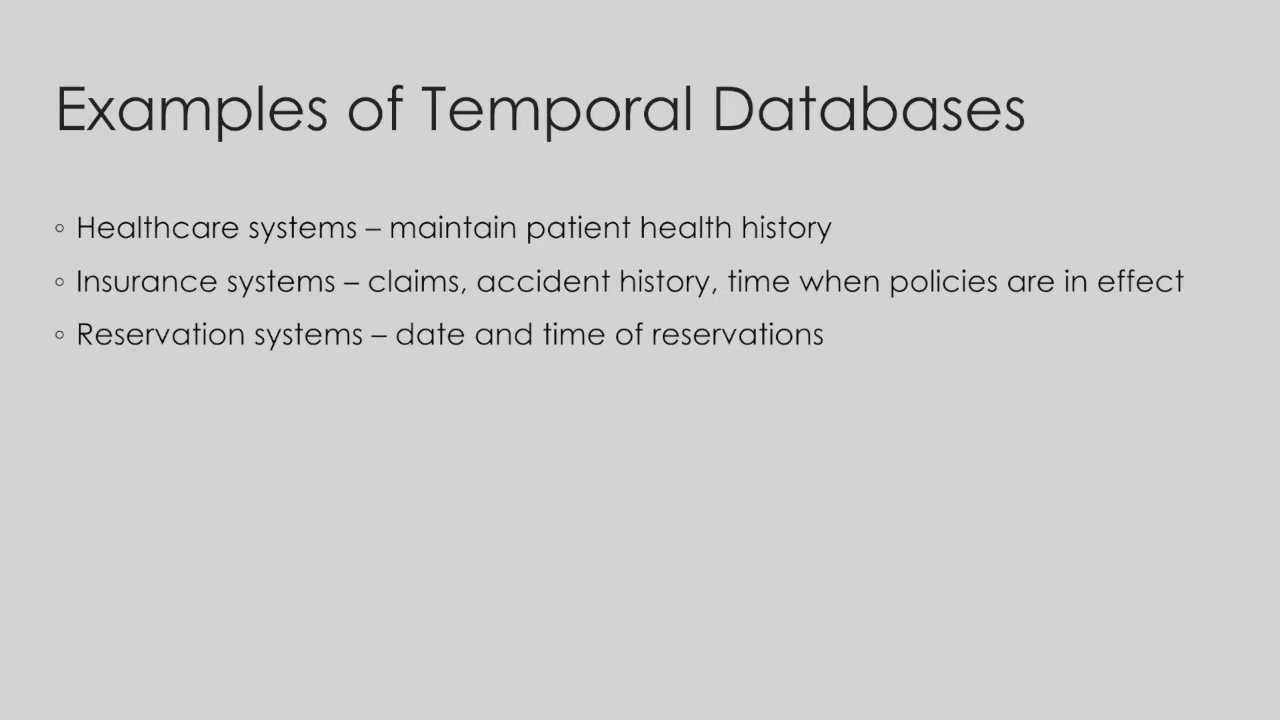 Examples of Temporal Databases
◦ Healthcare systems – maintain patient health history
◦ Insurance systems – claims, accident history, time when policies are in effect
◦ Reservation systems – date and time of reservations